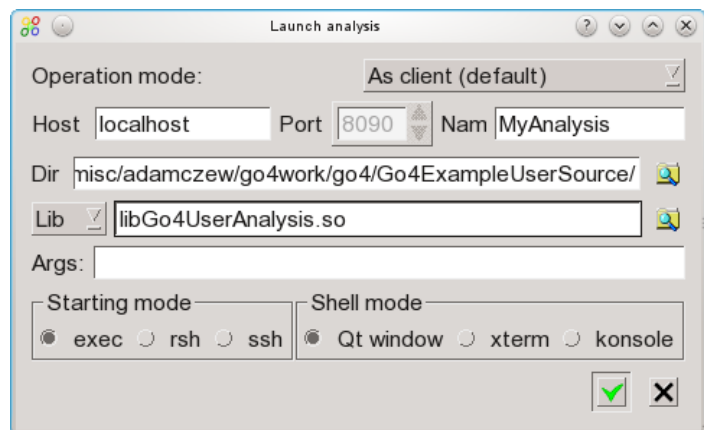 Launch analysis
Operation mode: As client (default)
Host localhost Port 8090 Nam MyAnalysis
Dir misc/adamczew/go4work/go4/Go4ExampleUserSource/
Lib libGo4UserAnalysis.so
Args:
Starting mode Shell mode
exec rsh ssh Qt window xterm konsole